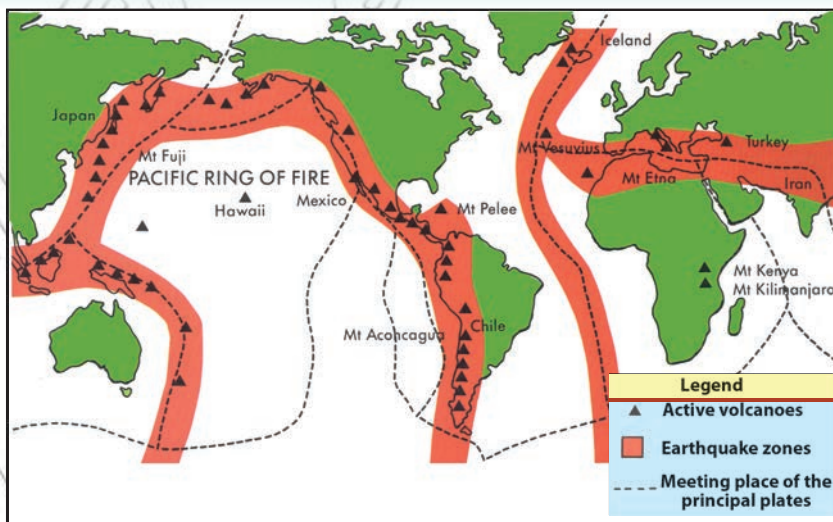 Iceland
Japan
Mt Fuji
PACIFIC RING OF FIRE
Hawaii
Mexico
Mt Pelee
Mt Vesuvius
Turkey
Mt Etna
Iran
Mt Kenya
Mt Kilimanjara
Mt Aconcagua
Chile
Legend
Active volcanoes
Earthquake zones
Meeting place of the
principal plates